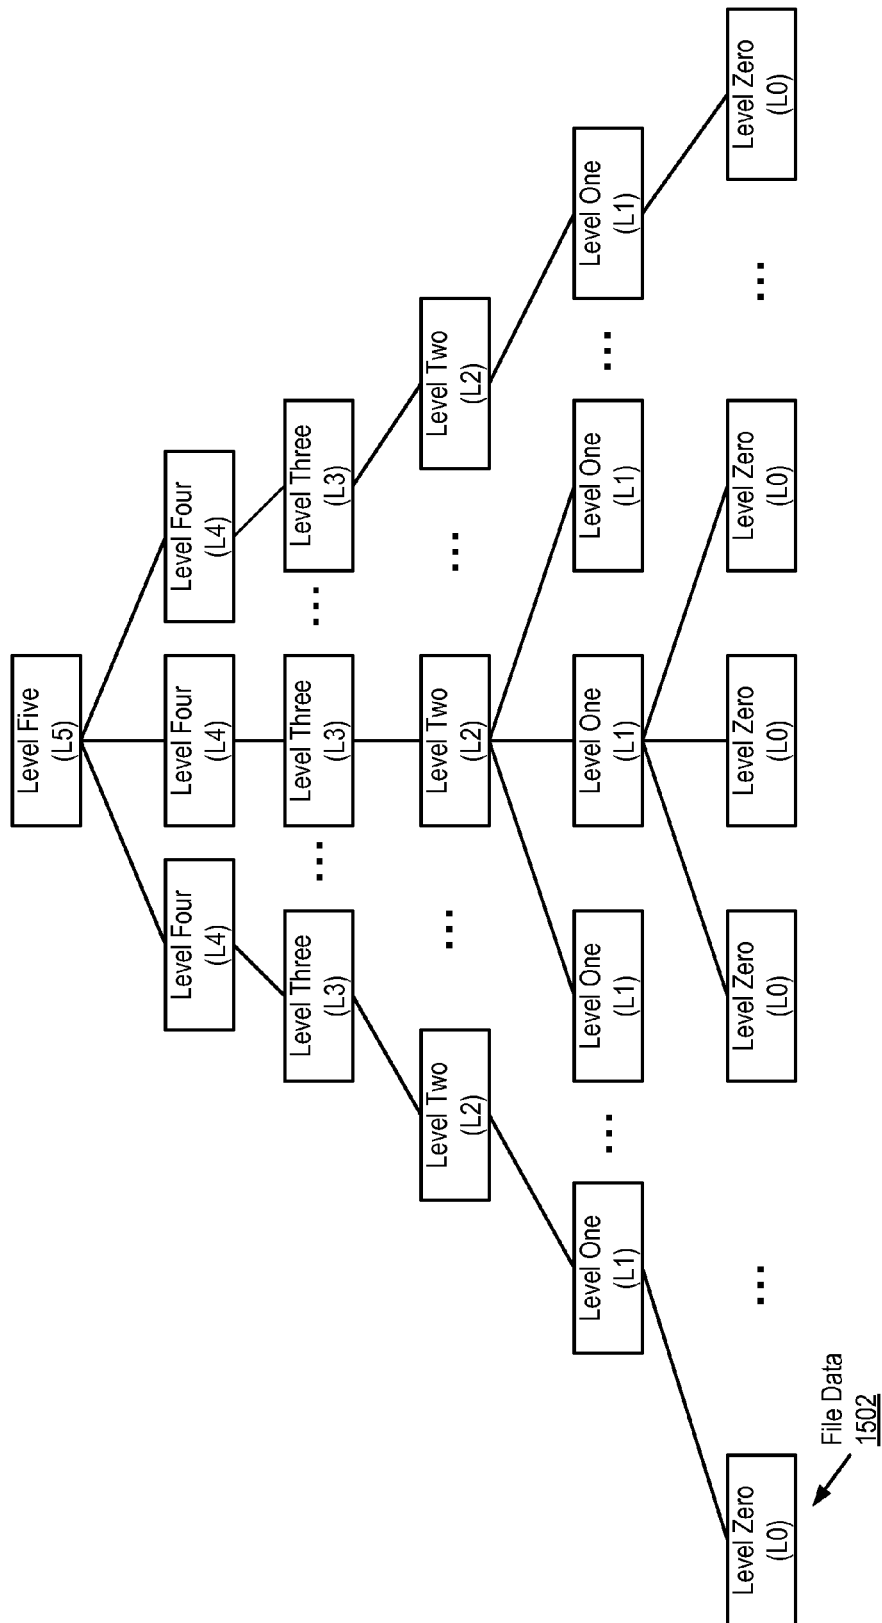 Level Five
(L5)
Level Four
(L4)
Level Four
(L4)
Level Four
(L4)
Level Three
(L3)
...
Level Three
(L3)
...
Level Three
(L3)
Level Two
(L2)
...
Level Two
(L2)
...
Level Two
(L2)
Level One
(L1)
...
Level One
(L1)
Level One
(L1)
Level One
(L1)
...
Level One
(L1)
Level Zero
(L0)
...
Level Zero
(L0)
Level Zero
(L0)
Level Zero
(L0)
...
Level Zero
(L0)
File Data
1502